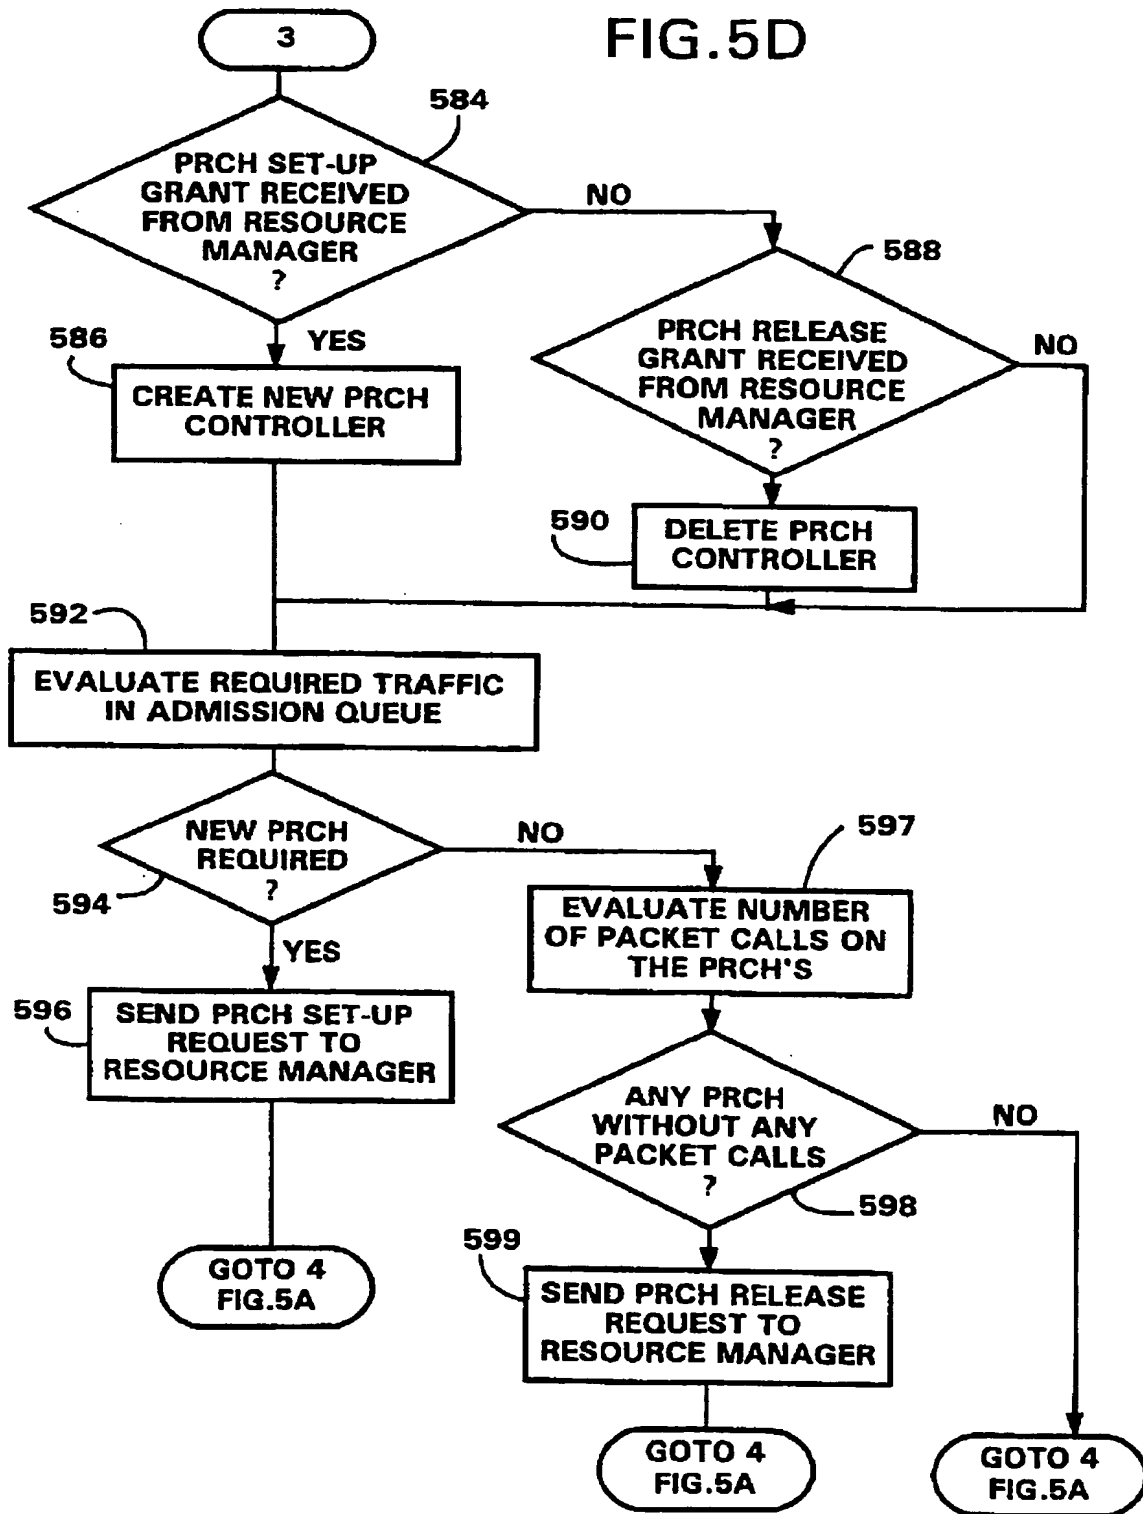 3
FIG.5D
584
PRCH SET-UP
GRANT RECEIVED
FROM RESOURCE
MANAGER
?
NO
588
586
YES
PRCH RELEASE
GRANT RECEIVED
FROM RESOURCE
MANAGER
?
NO
CREATE NEW PRCH
CONTROLLER
590
DELETE PRCH
CONTROLLER
592
EVALUATE REQUIRED TRAFFIC
IN ADMISSION QUEUE
NEW PRCH
REQUIRED
?
NO
597
594
YES
EVALUATE NUMBER
OF PACKET CALLS ON
THE PRCH'S
596
SEND PRCH SET-UP
REQUEST TO
RESOURCE MANAGER
ANY PRCH
WITHOUT ANY
PACKET CALLS
?
NO
598
GOTO 4
FIG.5A
599
SEND PRCH RELEASE
REQUEST TO
RESOURCE MANAGER
GOTO 4
FIG.5A
GOTO 4
FIG.5A